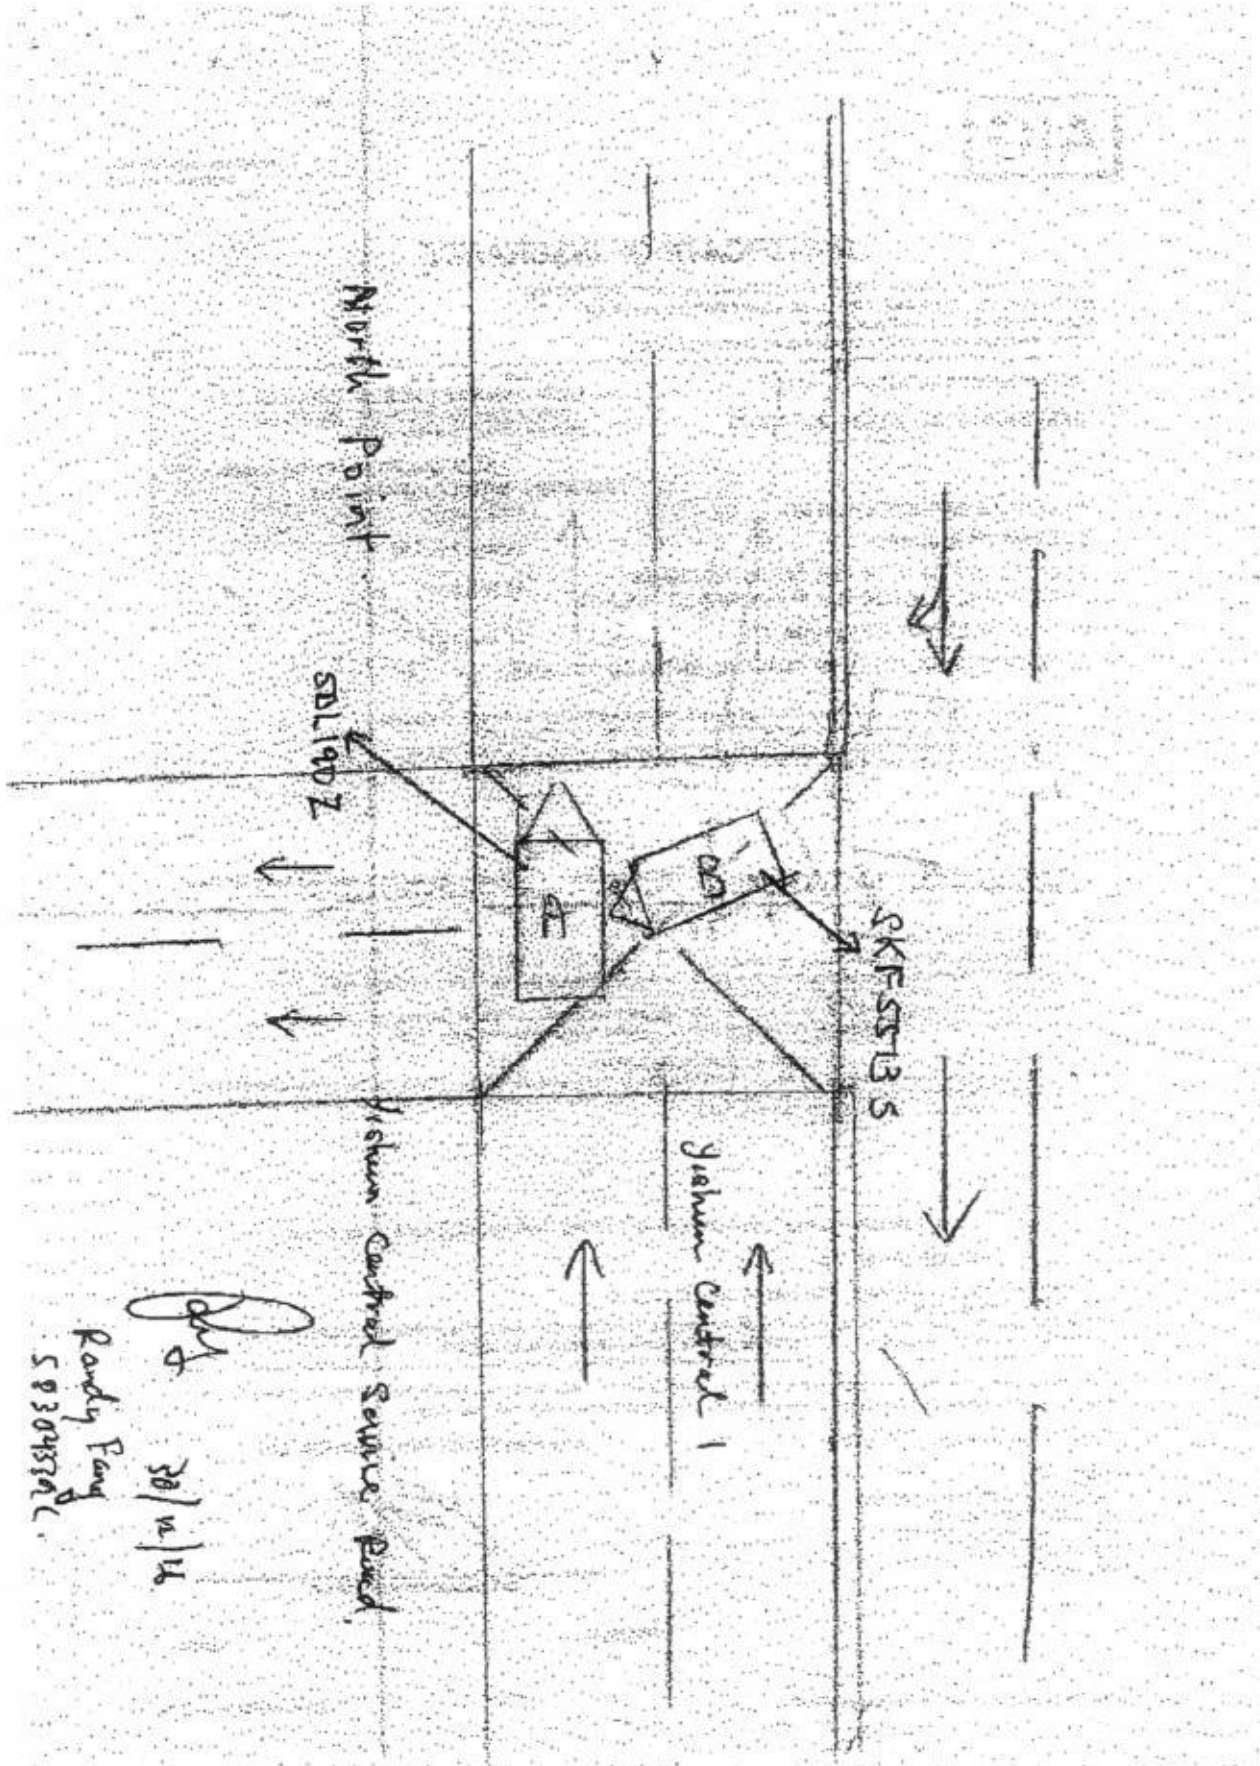 North Point.
SDL190Z
A
B
SKF5513S
Yishun Central 1
Yishun Central Service Road.
30/12/16
Randy Fang